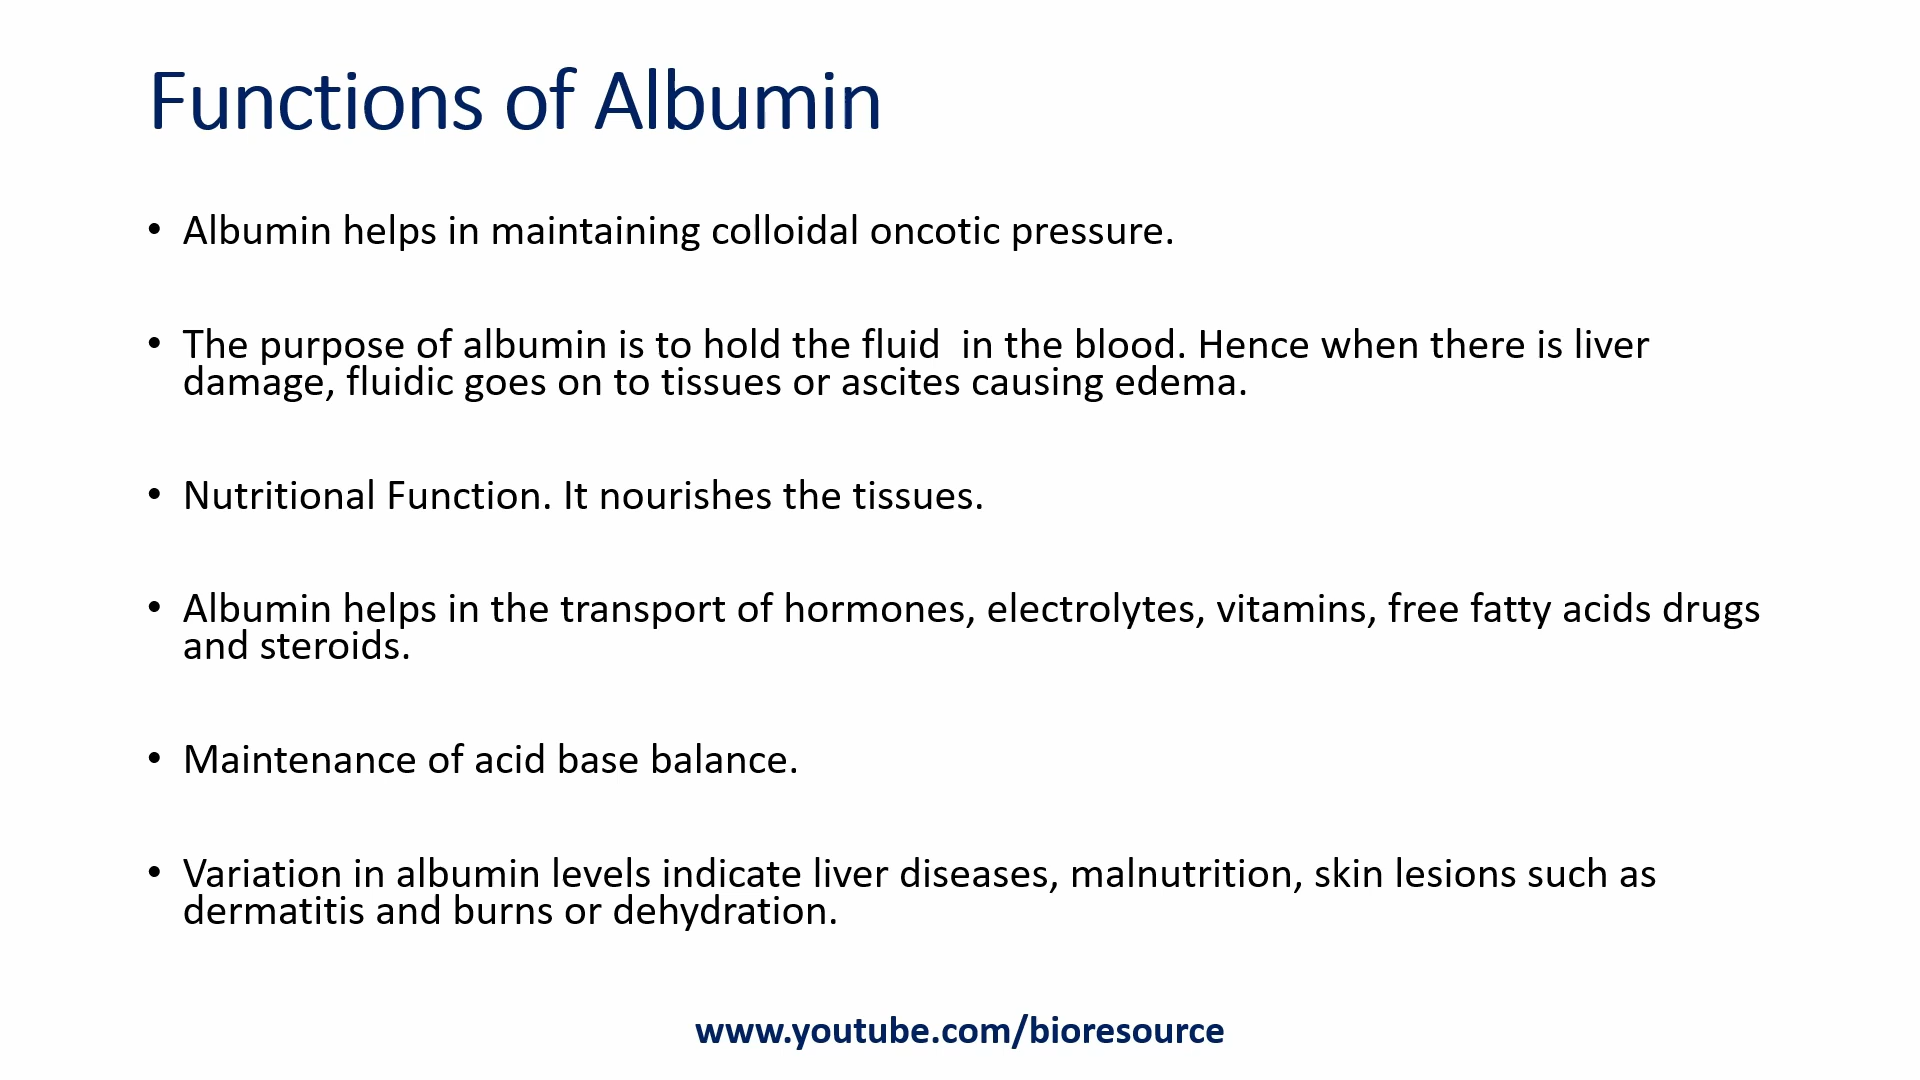 Functions of Albumin
• Albumin helps in maintaining colloidal oncotic pressure.
• The purpose of albumin is to hold the fluid  in the blood. Hence when there is liver
damage, fluidic goes on to tissues or ascites causing edema.
• Nutritional Function. It nourishes the tissues.
• Albumin helps in the transport of hormones, electrolytes, vitamins, free fatty acids drugs
and steroids.
• Maintenance of acid base balance.
• Variation in albumin levels indicate liver diseases, malnutrition, skin lesions such as
dermatitis and burns or dehydration.
www.youtube.com/bioresource